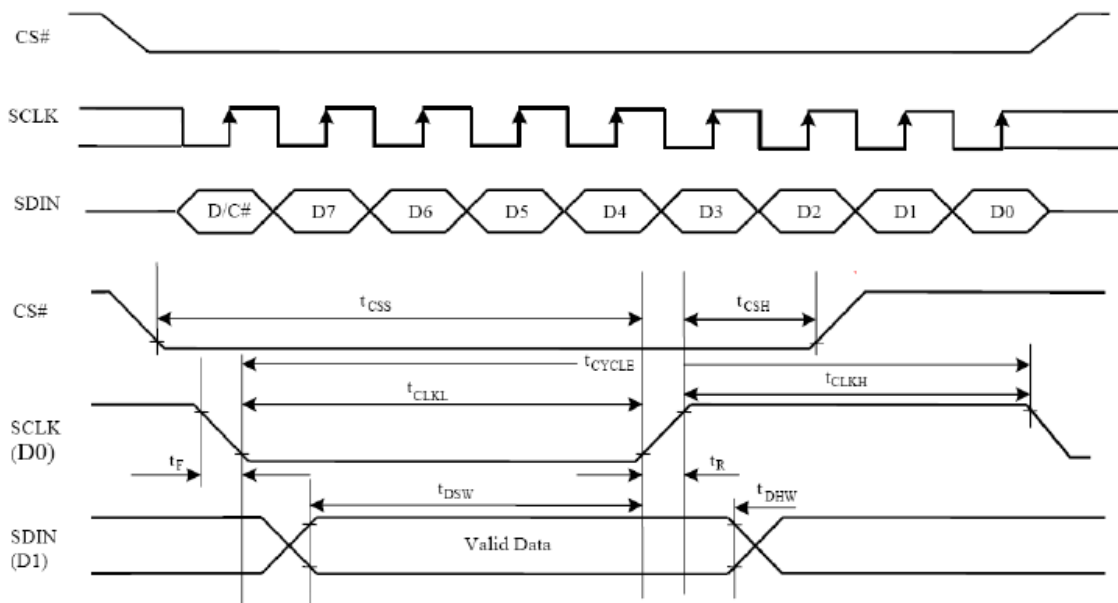 CS#
SCLK
SDIN D/C# D7 D6 D5 D4 D3 D2 D1 D0
CS# tCSS tCSH
tCYCLE
tCLKL tCLKH
SCLK
(D0)
tF tR
tDSW tDHW
SDIN
(D1) Valid Data